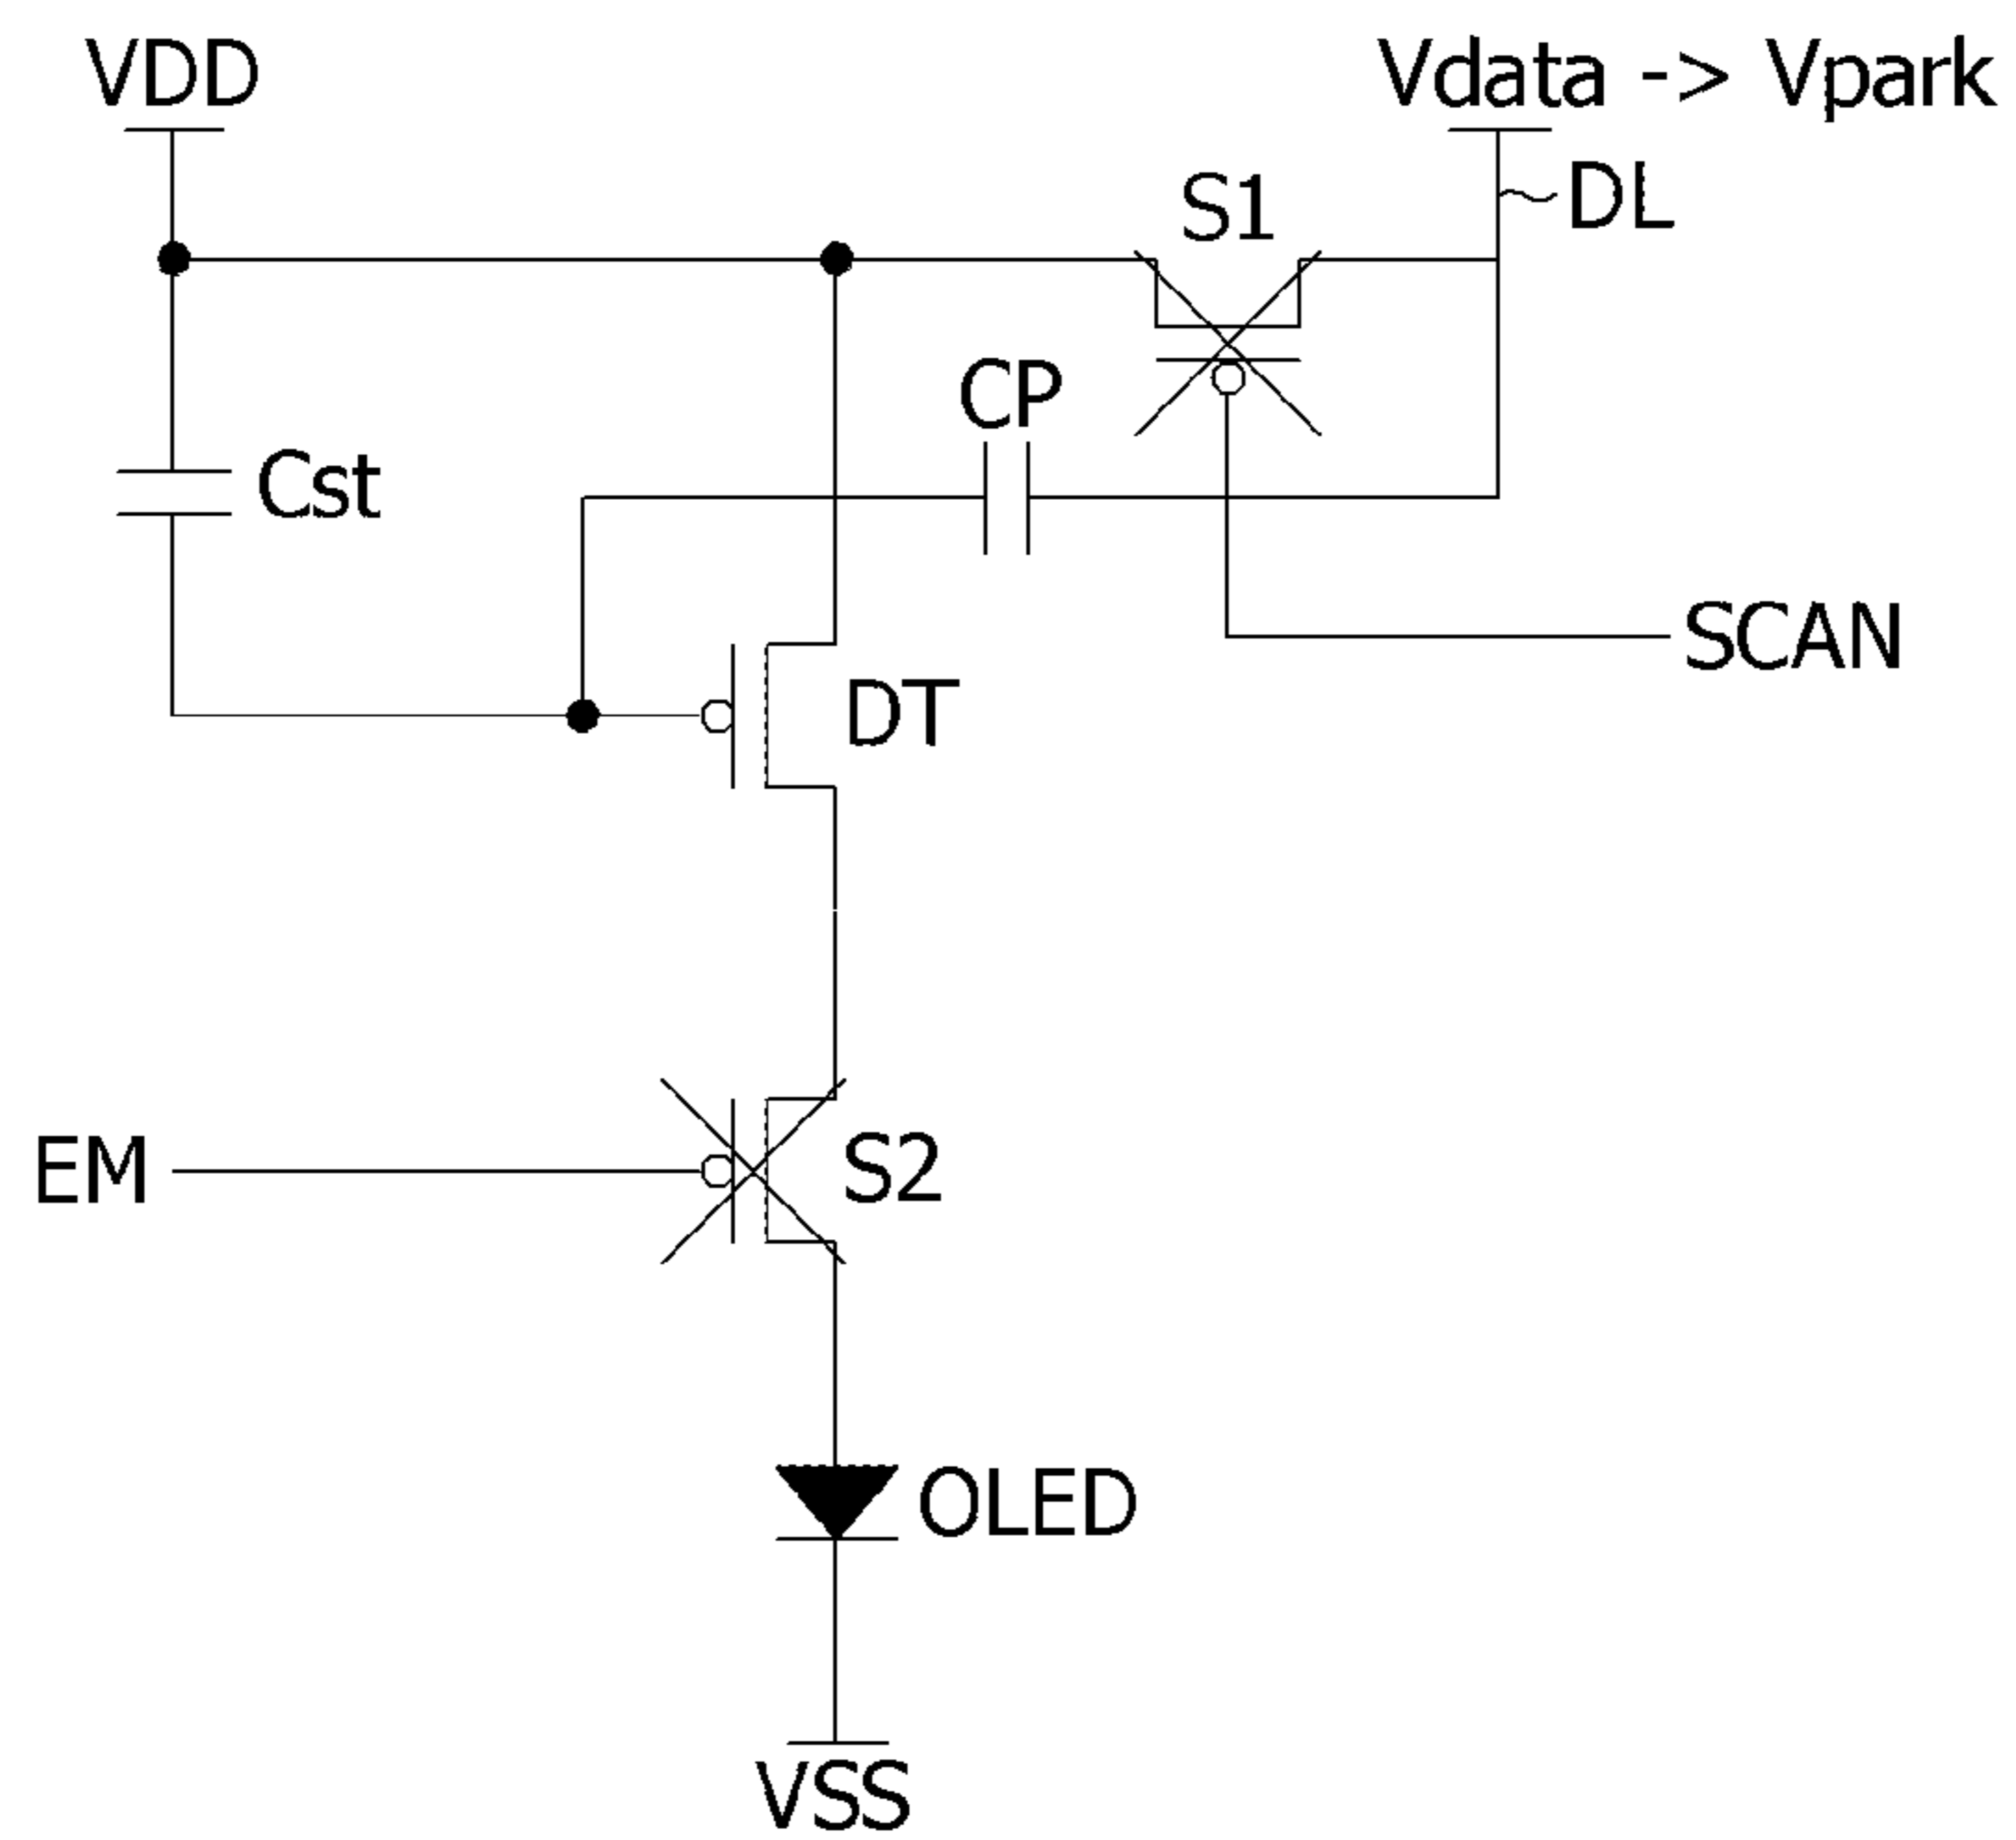 VDD
Vdata -> Vpark
S1
DL
CP
Cst
SCAN
DT
EM
S2
OLED
VSS